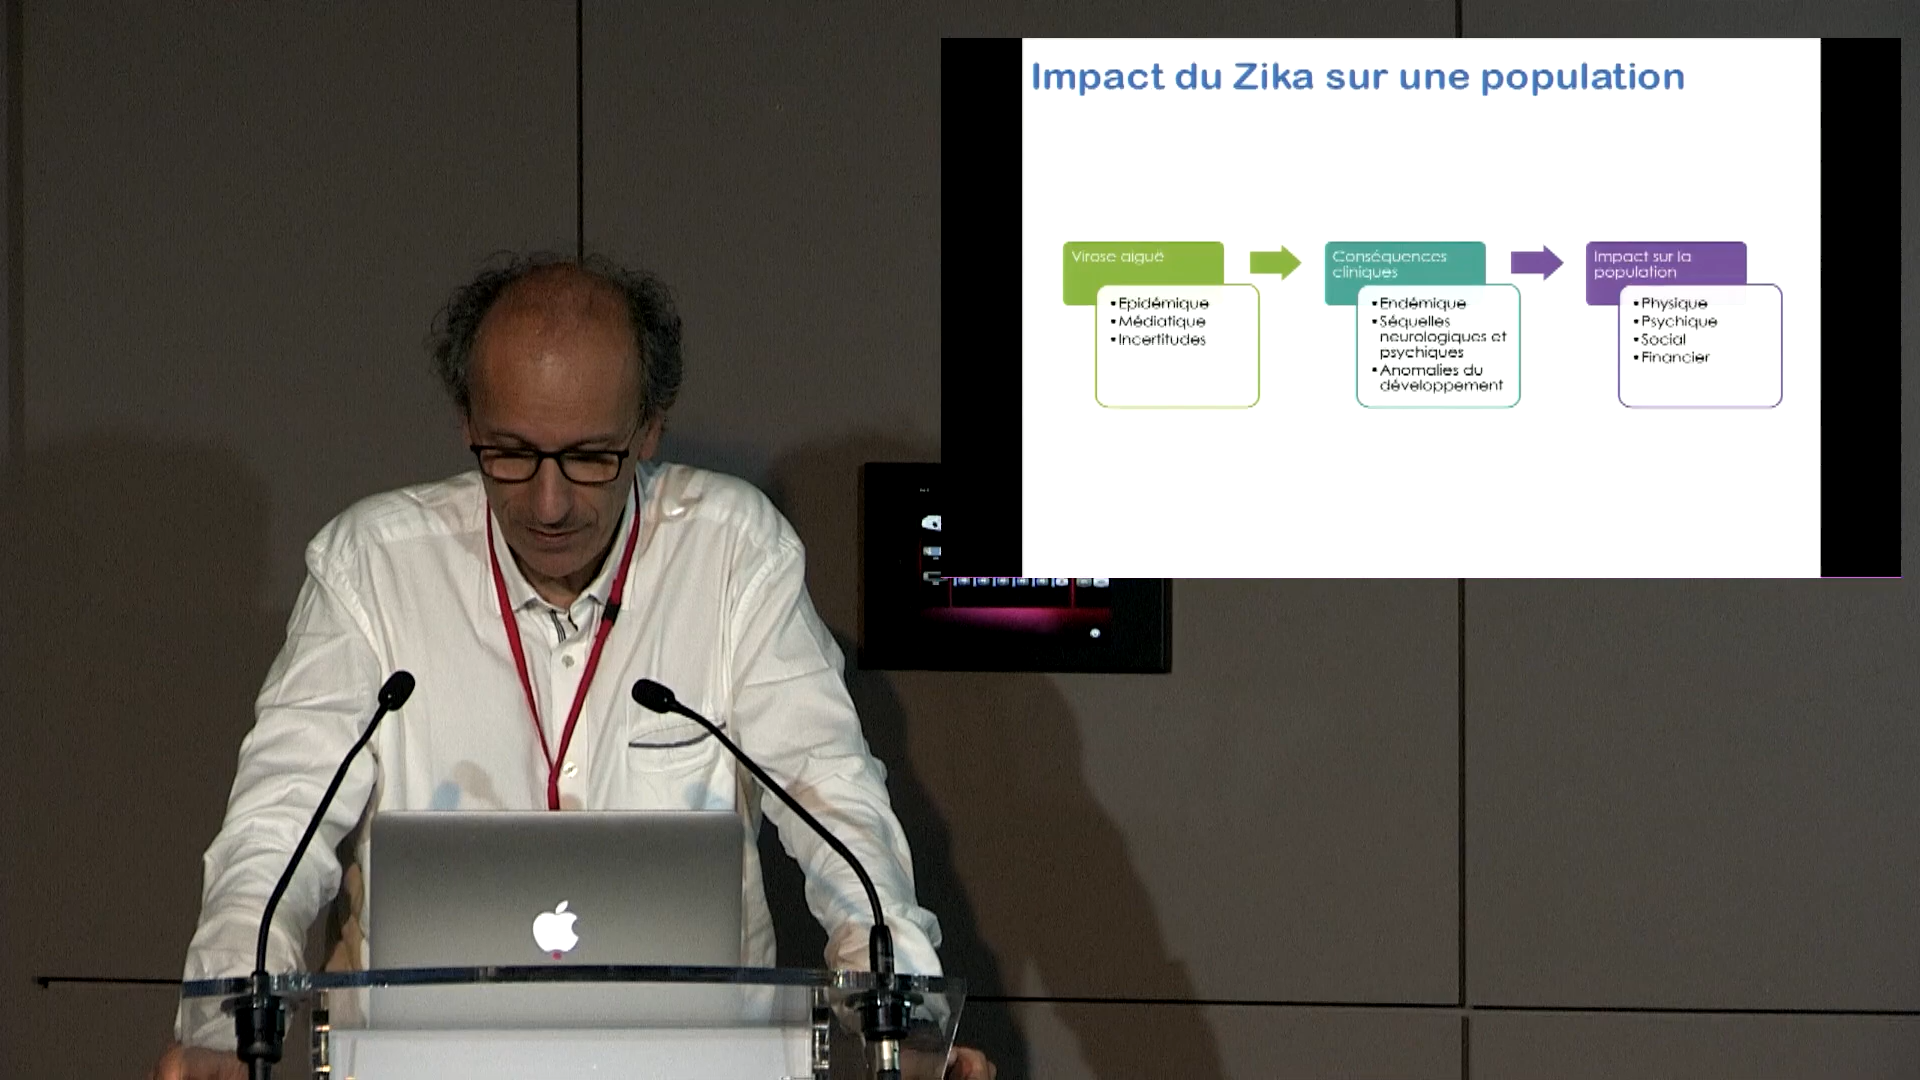 Impact du Zika sur une population
Virose aiguë
• Epidémique
• Médiatique
• Incertitudes
Conséquences
cliniques
• Endémique
• Séquelles
neurologiques et
psychiques
• Anomalies du
développement
Impact sur la
population
• Physique
• Psychique
• Social
• Financier